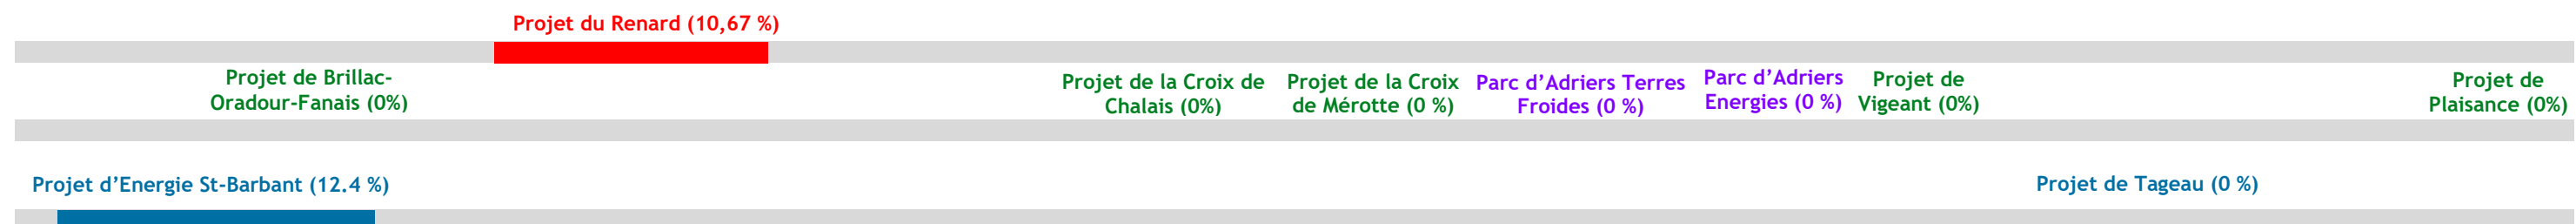 Projet du Renard (10,67 %)
Projet de Brillac-
Oradour-Fanais (0%)
Projet de la Croix de
Chalais (0%)
Projet de la Croix
de Mérotte (0 %)
Parc d’Adriers Terres
Froides (0 %)
Parc d’Adriers
Energies (0 %)
Projet de
Vigeant (0%)
Projet de
Plaisance (0%)
Projet d’Energie St-Barbant (12.4 %)
Projet de Tageau (0 %)